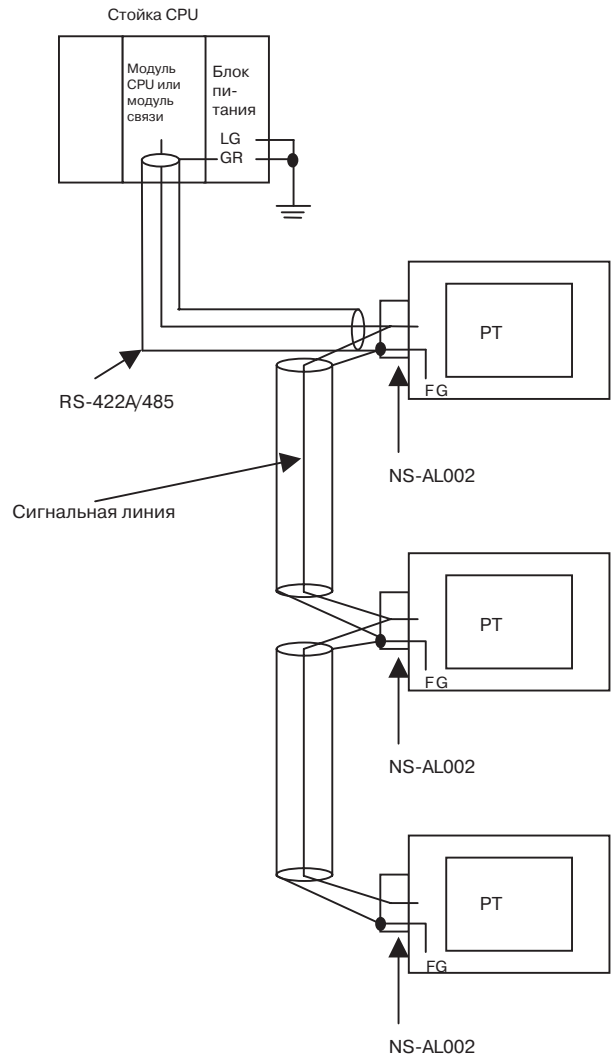 Стойка CPU
Модуль
CPU или
модуль
связи
Блок
пи-
тания
LG
GR
PT
FG
RS-422A/485
NS-AL002
Сигнальная линия
PT
FG
NS-AL002
PT
FG
NS-AL002